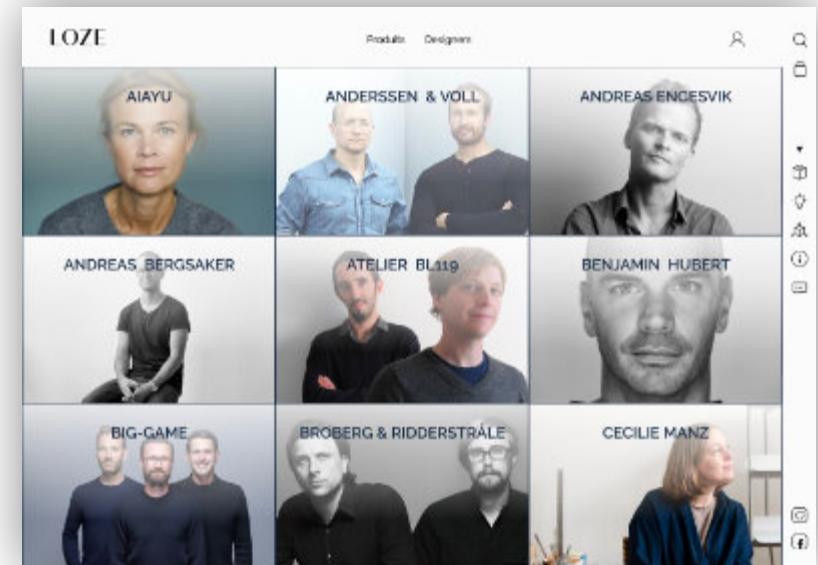 LOZE
Produits Designers
AIAYU
ANDERSSEN & VOLL
ANDREAS ENGESVIK
ANDREAS BERGSAKER
ATELIER BL119
BENJAMIN HUBERT
BIG-GAME
BROBERG & RIDDERSTRÅLE
CECILIE MANZ